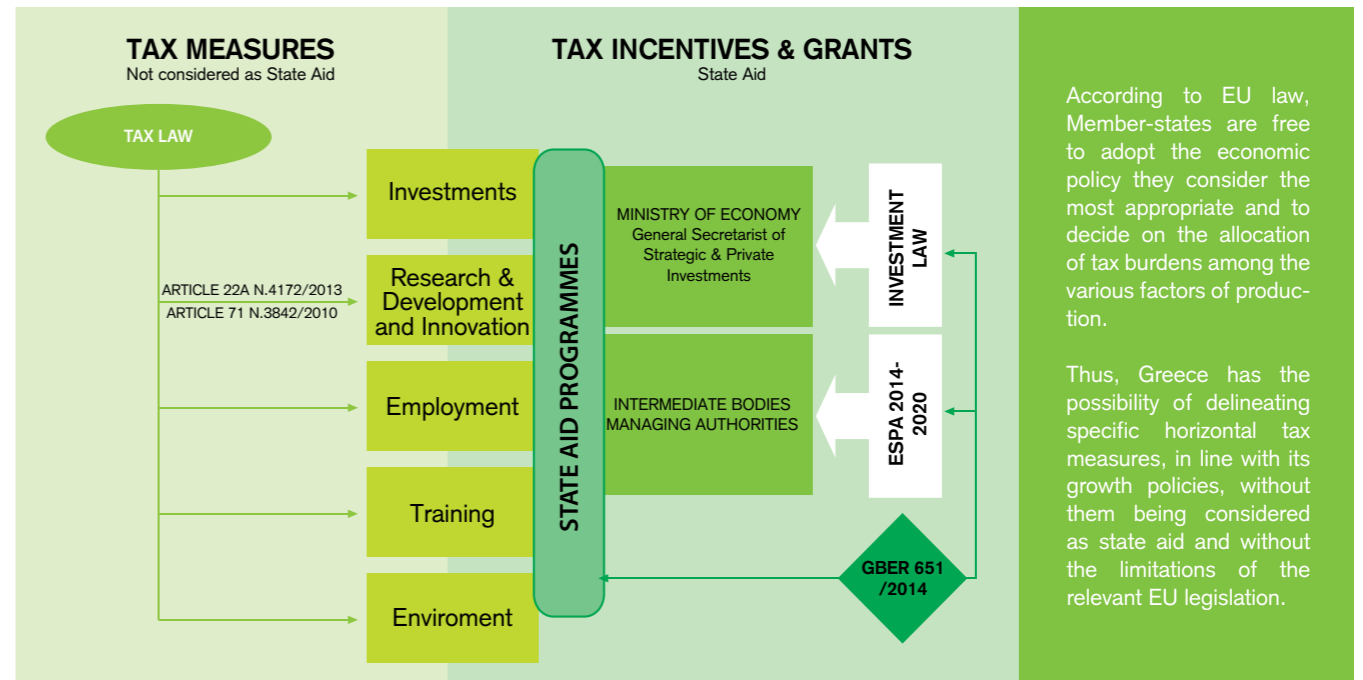 TAX MEASURES
Not considered as State Aid
TAX LAW
ARTICLE 22A N.4172/2013
ARTICLE 71 N.3842/2010
Investments
Research &
Development
and Innovation
Employment
Training
Enviroment
TAX INCENTIVES & GRANTS
State Aid
STATE AID PROGRAMMES
MINISTRY OF ECONOMY
General Secretarist of
Strategic & Private
Investments
INTERMEDIATE BODIES
MANAGING AUTHORITIES
INVESTMENT
LAW
ESPA 2014-
2020
GBER 651
/2014
According to EU law,
Member-states are free
to adopt the economic
policy they consider the
most appropriate and to
decide on the allocation
of tax burdens among the
various factors of produc-
tion.
Thus, Greece has the
possibility of delineating
specific horizontal tax
measures, in line with its
growth policies, without
them being considered
as state aid and without
the limitations of the
relevant EU legislation.